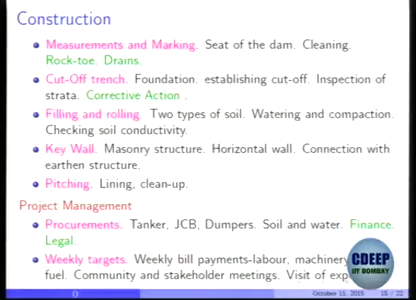 Construction
Measurements and Marking. Seat of the dam. Cleaning.
Rock-toe. Drains.
Cut-Off trench. Foundation. establishing cut-off. Inspection of
strata. Corrective Action .
Filling and rolling. Two types of soil. Watering and compaction.
Checking soil conductivity.
Key Wall. Masonry structure. Horizontal wall. Connection with
earthen structure.
Pitching. Lining, clean-up.
Project Management
Procurements. Tanker, JCB, Dumpers. Soil and water. Finance.
Legal.
Weekly targets. Weekly bill payments-labour, machinery
fuel. Community and stakeholder meetings. Visit of
CDEEP
IIT BOMBAY
October 13, 2015 15 / 22